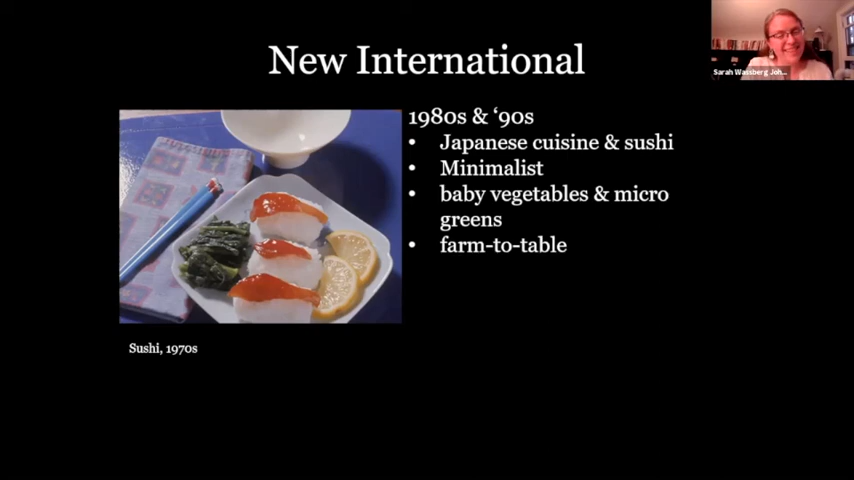 New International
Sarah Wassberg Joh...
1980s & ‘90s
• Japanese cuisine & sushi
• Minimalist
• baby vegetables & micro
greens
• farm-to-table
Sushi, 1970s